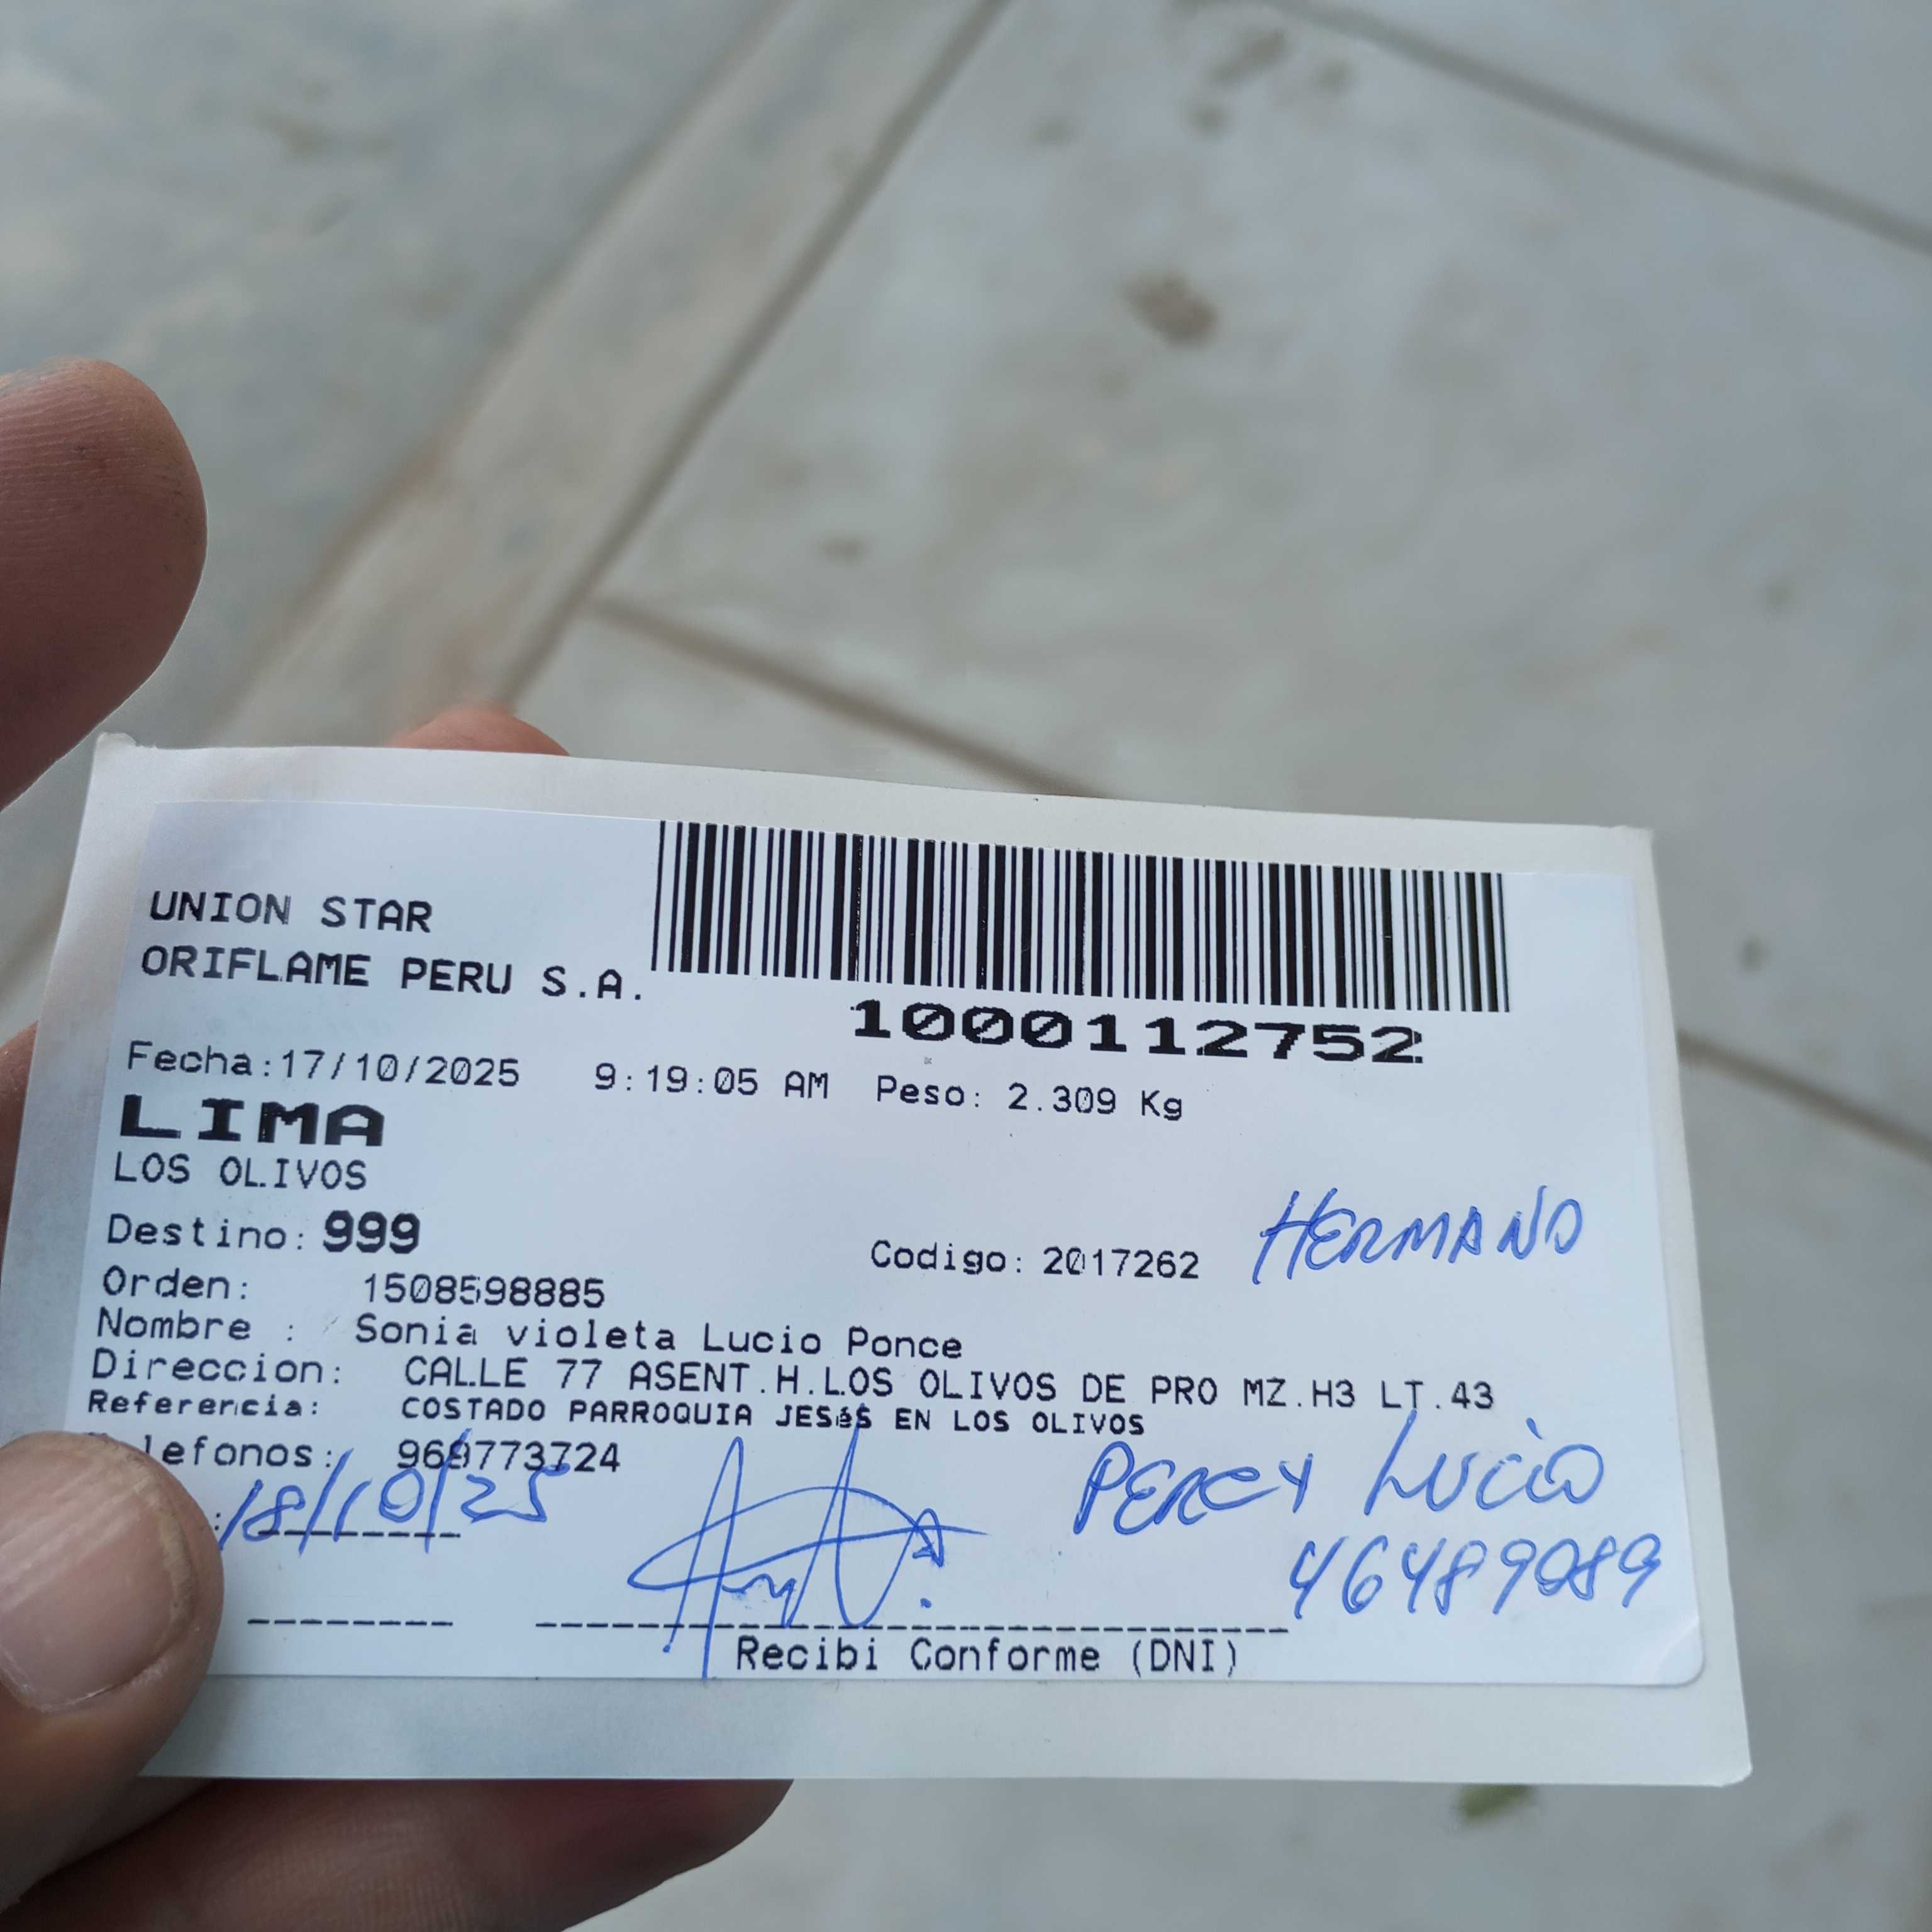 UNION STAR
ORIFLAME PERU S.A.
1000112752
Fecha:17/10/2025 9:19:05 AM Peso: 2.309 Kg
LIMA
LOS OLIVOS
Destino: 999
Codigo: 2017262 HERMANO
Orden: 1508598885
Nombre : Sonia violeta Lucio Ponce
Direccion: CALLE 77 ASENT.H.LOS OLIVOS DE PRO MZ.H3 LT.43
Referencia: COSTADO PARROQUIA JESéS EN LOS OLIVOS
lefonos: 969773724
: 18/10/25 PERCY LUCIO
46489089
Recibi Conforme (DNI)